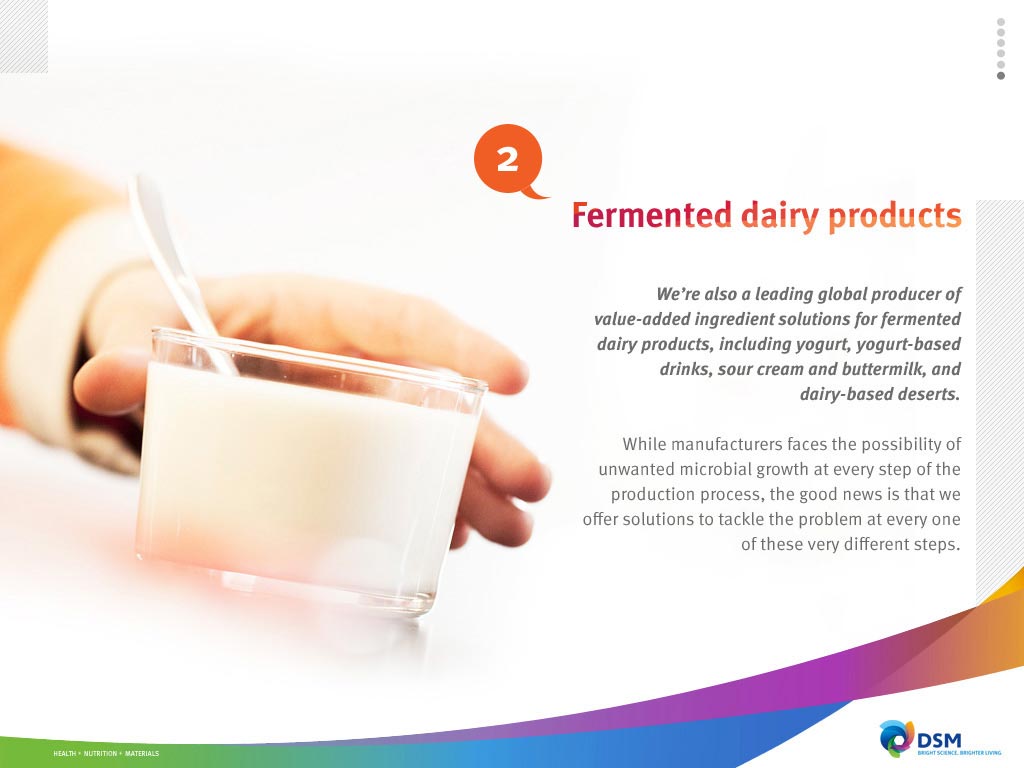 2
Fermented dairy products
We're also a leading global producer of
value-added ingredient solutions for fermented
dairy products, including yogurt, yogurt-based
drinks, sour cream and buttermilk, and
dairy-based deserts.
While manufacturers faces the possibility of
unwanted microbial growth at every step of the
production process, the good news is that we
offer solutions to tackle the problem at every one
of these very different steps.
HEALTH • NUTRITION • MATERIALS
DSM
BRIGHT SCIENCE. BRIGHTER LIVING.